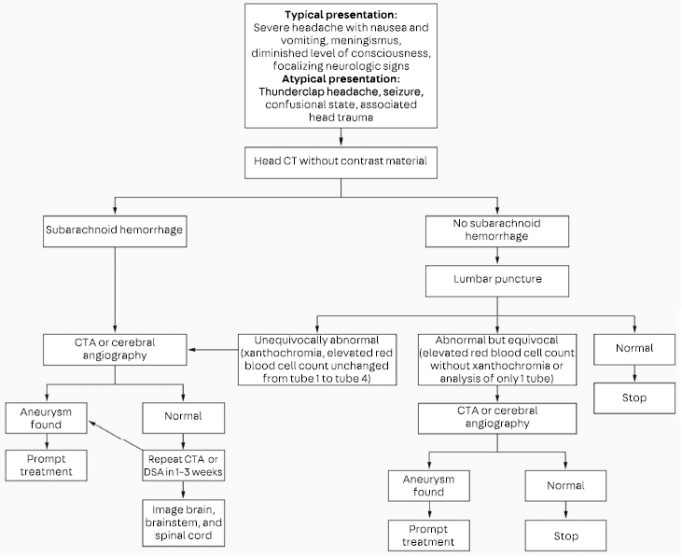 Typical presentation:
Severe headache with nausea and
vomiting, meningismus,
diminished level of consciousness,
focalizing neurologic signs
Atypical presentation:
Thunderclap headache, seizure,
confusional state, associated
head trauma
Head CT without contrast material
Subarachnoid hemorrhage
No subarachnoid
hemorrhage
Lumbar puncture
CTA or cerebral
angiography
Unequivocally abnormal
(xanthochromia, elevated red
blood cell count unchanged
from tube 1 to tube 4)
Abnormal but equivocal
(elevated red blood cell count
without xanthochromia or
analysis of only 1 tube)
Normal
Stop
Aneurysm
found
Normal
CTA or cerebral
angiography
Prompt
treatment
Repeat CTA or
DSA in 1-3 weeks
Aneurysm
found
Normal
Image brain,
brainstem, and
spinal cord
Prompt
treatment
Stop